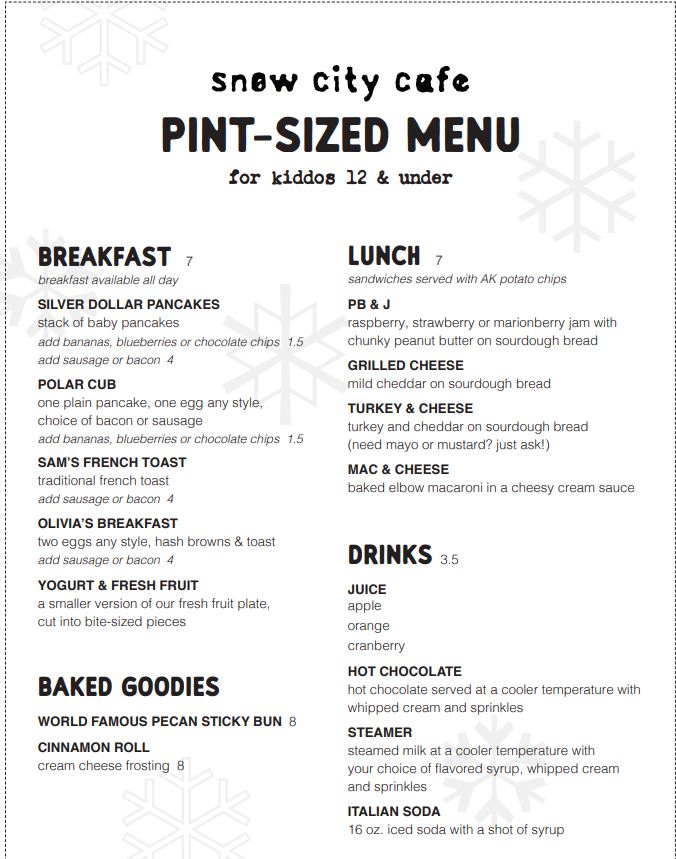 snow city cafe
PINT-SIZED MENU
for kiddos 12 & under
BREAKFAST 7
breakfast available all day
SILVER DOLLAR PANCAKES
stack of baby pancakes
add bananas, blueberries or chocolate chips 1.5
add sausage or bacon 4
POLAR CUB
one plain pancake, one egg any style,
choice of bacon or sausage
add bananas, blueberries or chocolate chips 1.5
SAM'S FRENCH TOAST
traditional french toast
add sausage or bacon 4
OLIVIA'S BREAKFAST
two eggs any style, hash browns & toast
add sausage or bacon 4
YOGURT & FRESH FRUIT
a smaller version of our fresh fruit plate,
cut into bite-sized pieces
BAKED GOODIES
WORLD FAMOUS PECAN STICKY BUN 8
CINNAMON ROLL
cream cheese frosting 8
LUNCH 7
sandwiches served with AK potato chips
PB & J
raspberry, strawberry or marionberry jam with
chunky peanut butter on sourdough bread
GRILLED CHEESE
mild cheddar on sourdough bread
TURKEY & CHEESE
turkey and cheddar on sourdough bread
(need mayo or mustard? just ask!)
MAC & CHEESE
baked elbow macaroni in a cheesy cream sauce
DRINKS 3.5
JUICE
apple
orange
cranberry
HOT CHOCOLATE
hot chocolate served at a cooler temperature with
whipped cream and sprinkles
STEAMER
steamed milk at a cooler temperature with
your choice of flavored syrup, whipped cream
and sprinkles
ITALIAN SODA
16 oz. iced soda with a shot of syrup